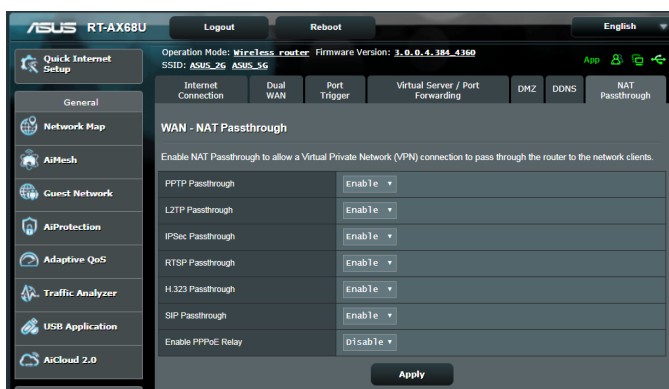 ASUS RT-AX68U Logout Reboot English
Quick Internet Setup
Operation Mode: Wireless router Firmware Version: 3.0.0.4.384_4360
SSID: ASUS_2G ASUS_5G
App
Internet Connection Dual WAN Port Trigger Virtual Server / Port Forwarding DMZ DDNS NAT Passthrough
General
Network Map
AiMesh
Guest Network
AiProtection
Adaptive QoS
Traffic Analyzer
USB Application
AiCloud 2.0
WAN - NAT Passthrough
Enable NAT Passthrough to allow a Virtual Private Network (VPN) connection to pass through the router to the network clients.
PPTP Passthrough Enable
L2TP Passthrough Enable
IPSec Passthrough Enable
RTSP Passthrough Enable
H.323 Passthrough Enable
SIP Passthrough Enable
Enable PPPoE Relay Disable
Apply